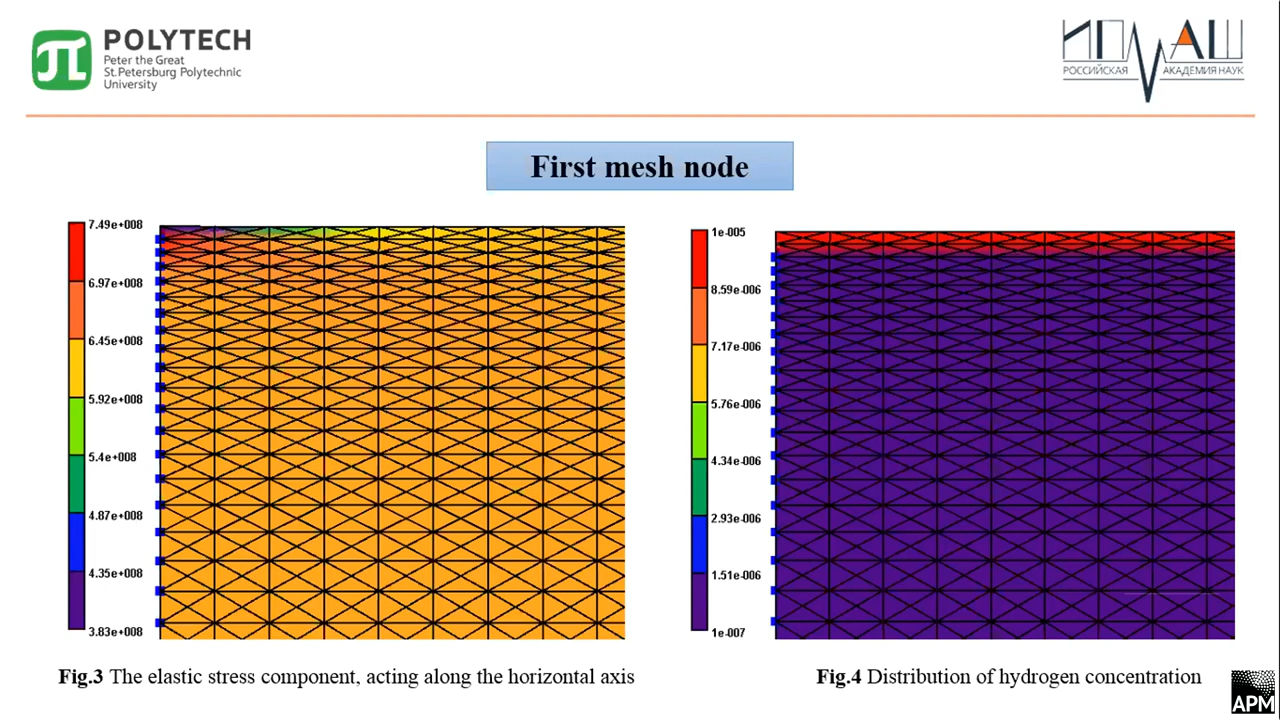 POLYTECH
Peter the Great
St.Petersburg Polytechnic
University
ИПМАШ
РОССИЙСКАЯ АКАДЕМИЯ НАУК
First mesh node
7.49e+008
6.97e+008
6.45e+008
5.92e+008
5.4e+008
4.87e+008
4.35e+008
3.83e+008
1e-005
8.59e-006
7.17e-006
5.76e-006
4.34e-006
2.93e-006
1.51e-006
1e-007
Fig.3 The elastic stress component, acting along the horizontal axis
Fig.4 Distribution of hydrogen concentration
APM